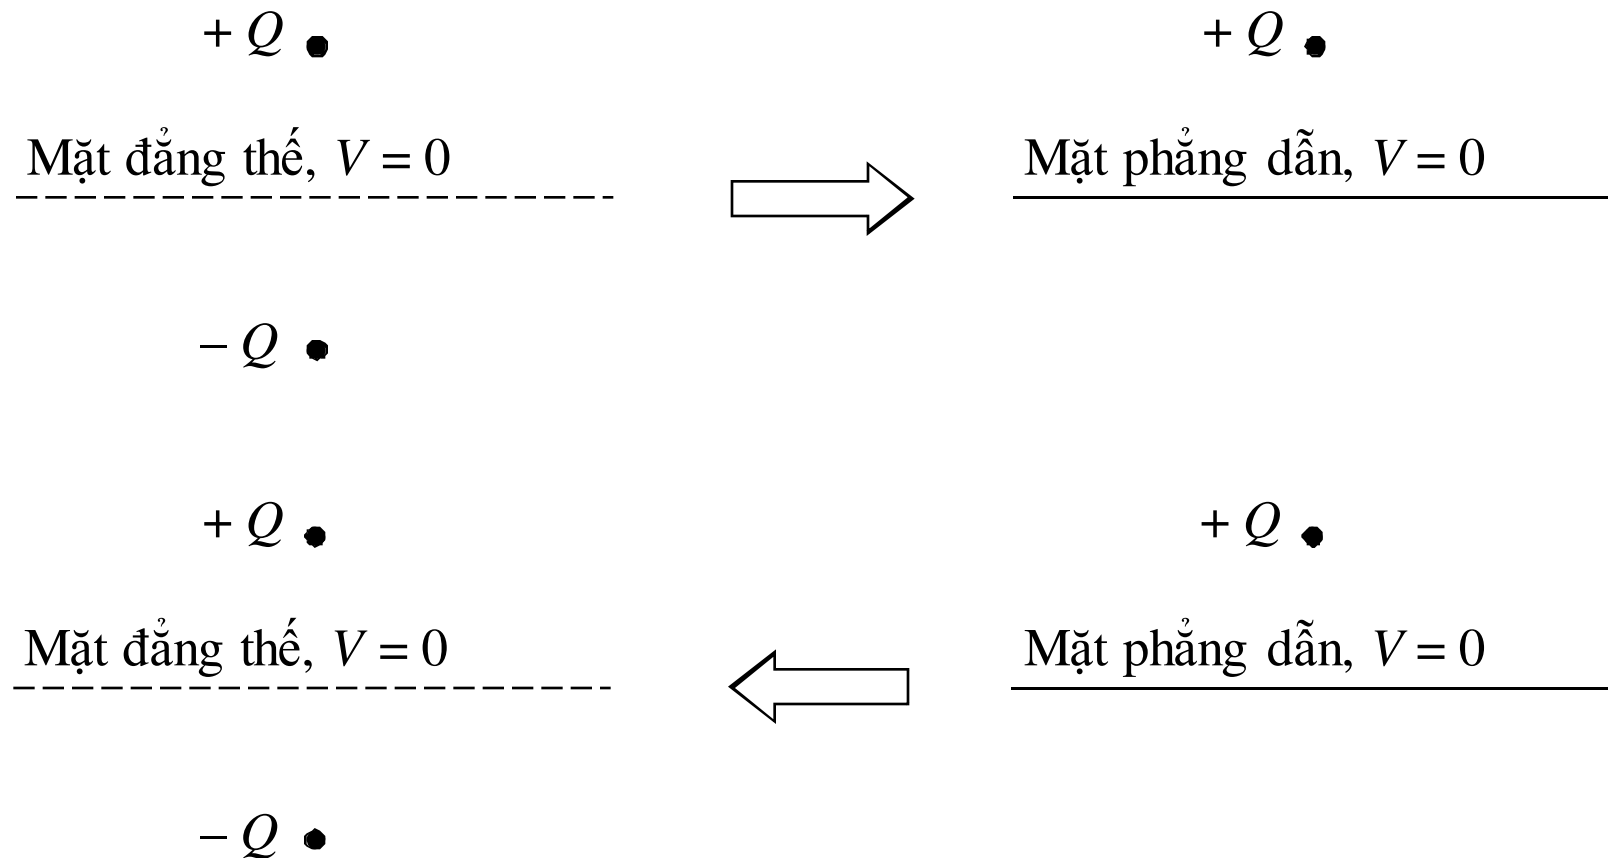 + Q
+ Q
Mặt đẳng thế, V = 0
Mặt phẳng dẫn, V = 0
– Q
+ Q
+ Q
Mặt đẳng thế, V = 0
Mặt phẳng dẫn, V = 0
– Q